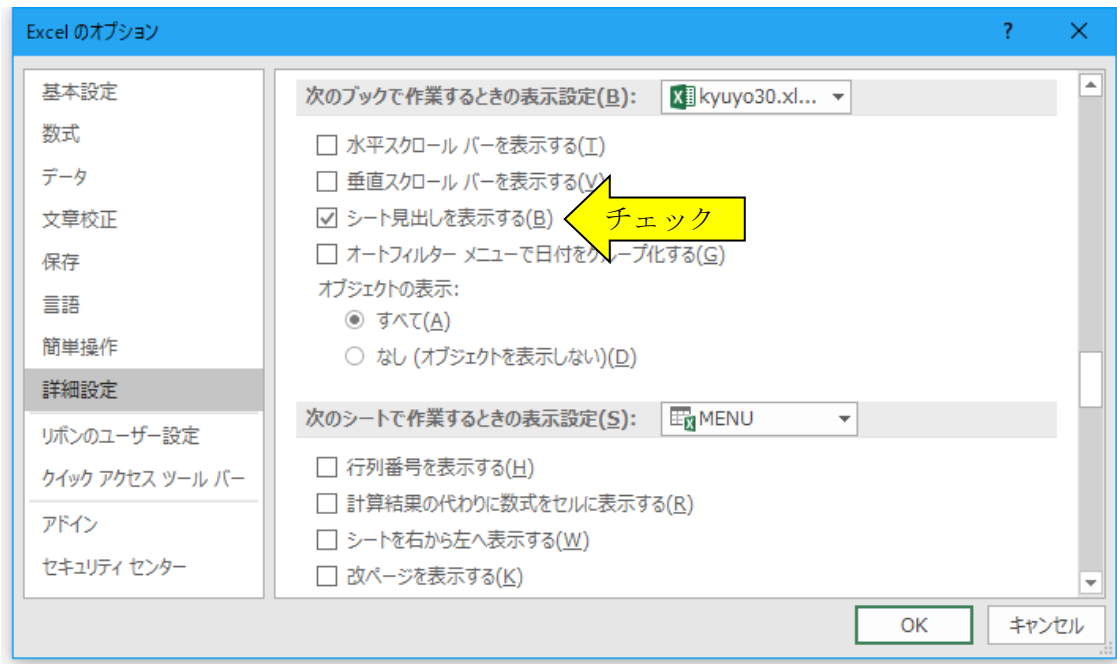 Excel のオプション
?
基本設定
数式
データ
文章校正
保存
言語
簡単操作
詳細設定
リボンのユーザー設定
クイック アクセス ツール バー
アドイン
セキュリティ センター
次のブックで作業するときの表示設定(B): kyuyo30.xl...
水平スクロール バーを表示する(T)
垂直スクロール バーを表示する(V)
シート見出しを表示する(B)
チェック
オートフィルター メニューで日付をグループ化する(G)
オブジェクトの表示:
すべて(A)
なし (オブジェクトを表示しない)(D)
次のシートで作業するときの表示設定(S): MENU
行列番号を表示する(H)
計算結果の代わりに数式をセルに表示する(R)
シートを右から左へ表示する(W)
改ページを表示する(K)
OK
キャンセル